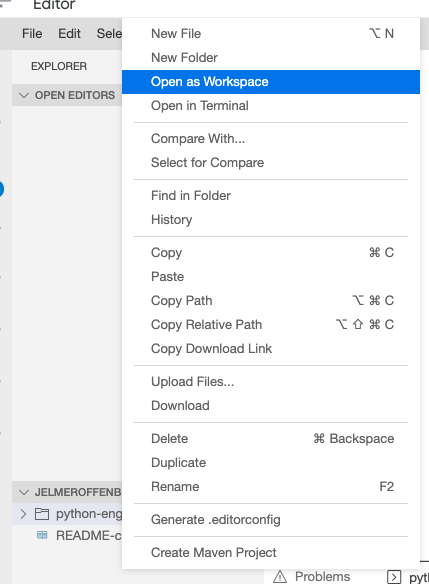 Editor
File Edit Sele
EXPLORER
OPEN EDITORS
New File ⌥ N
New Folder
Open as Workspace
Open in Terminal
Compare With...
Select for Compare
Find in Folder
History
Copy ⌘ C
Paste
Copy Path ⌥ ⌘ C
Copy Relative Path ⌥ ⇧ ⌘ C
Copy Download Link
Upload Files...
Download
Delete ⌘ Backspace
Duplicate
Rename F2
Generate .editorconfig
Create Maven Project
JELMEROFFENB
python-eng
README-c
Problems
pyt